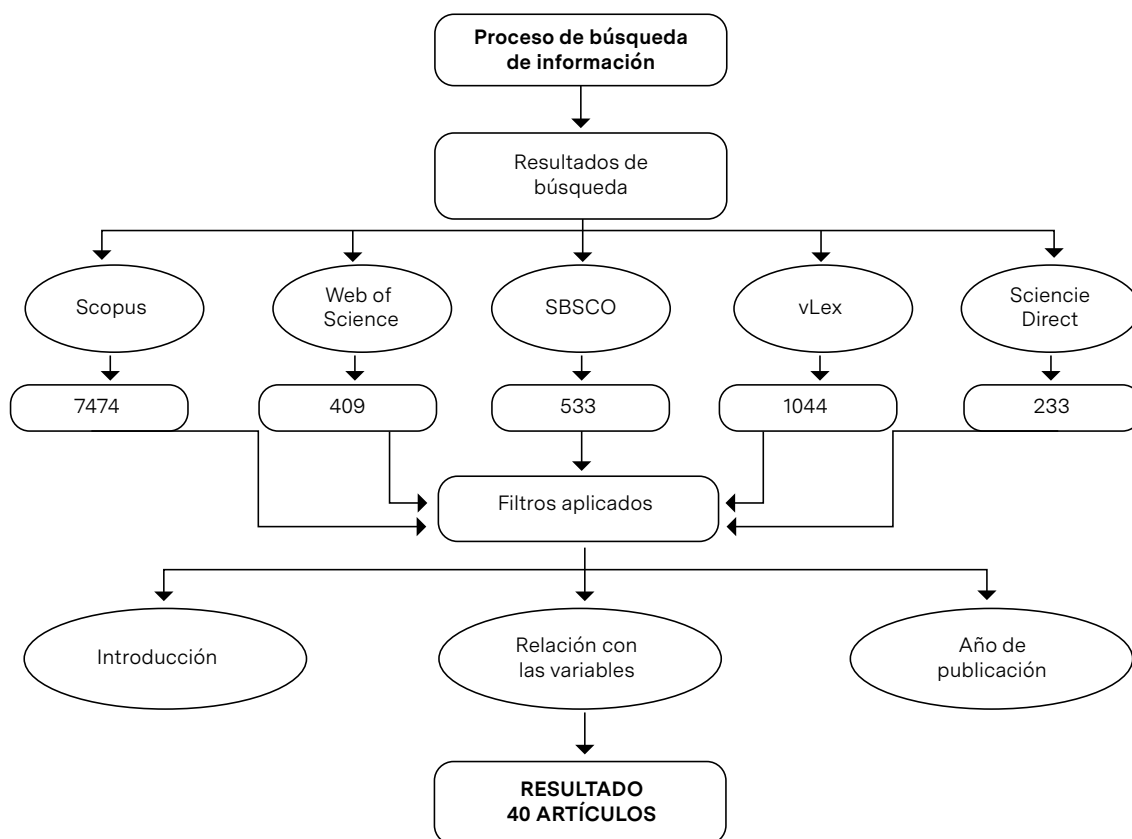 Proceso de búsqueda
de información
Resultados de
búsqueda
Scopus
Web of
Science
SBSCO
vLex
Sciencie
Direct
7474
409
533
1044
233
Filtros aplicados
Introducción
Relación con
las variables
Año de
publicación
RESULTADO
40 ARTÍCULOS